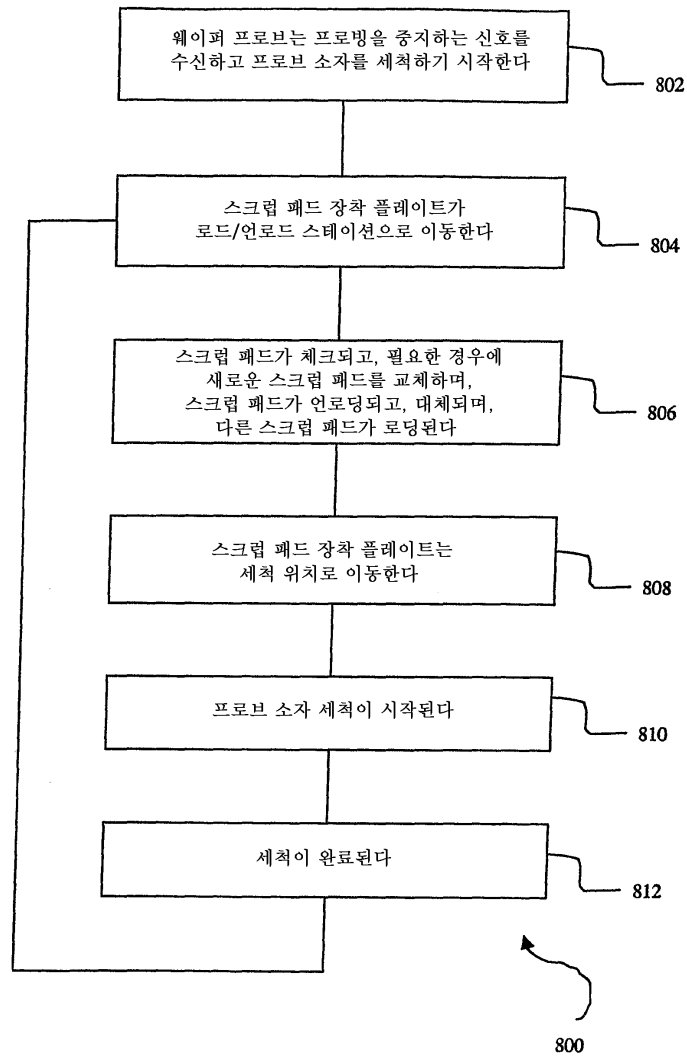 웨이퍼 프로브는 프로빙을 중지하는 신호를
수신하고 프로브 소자를 세척하기 시작한다
802
스크럽 패드 장착 플레이트가
로드/언로드 스테이션으로 이동한다
804
스크럽 패드가 체크되고, 필요한 경우에
새로운 스크럽 패드를 교체하며,
스크럽 패드가 언로딩되고, 대체되며,
다른 스크럽 패드가 로딩된다
806
스크럽 패드 장착 플레이트는
세척 위치로 이동한다
808
프로브 소자 세척이 시작된다
810
세척이 완료된다
812
800